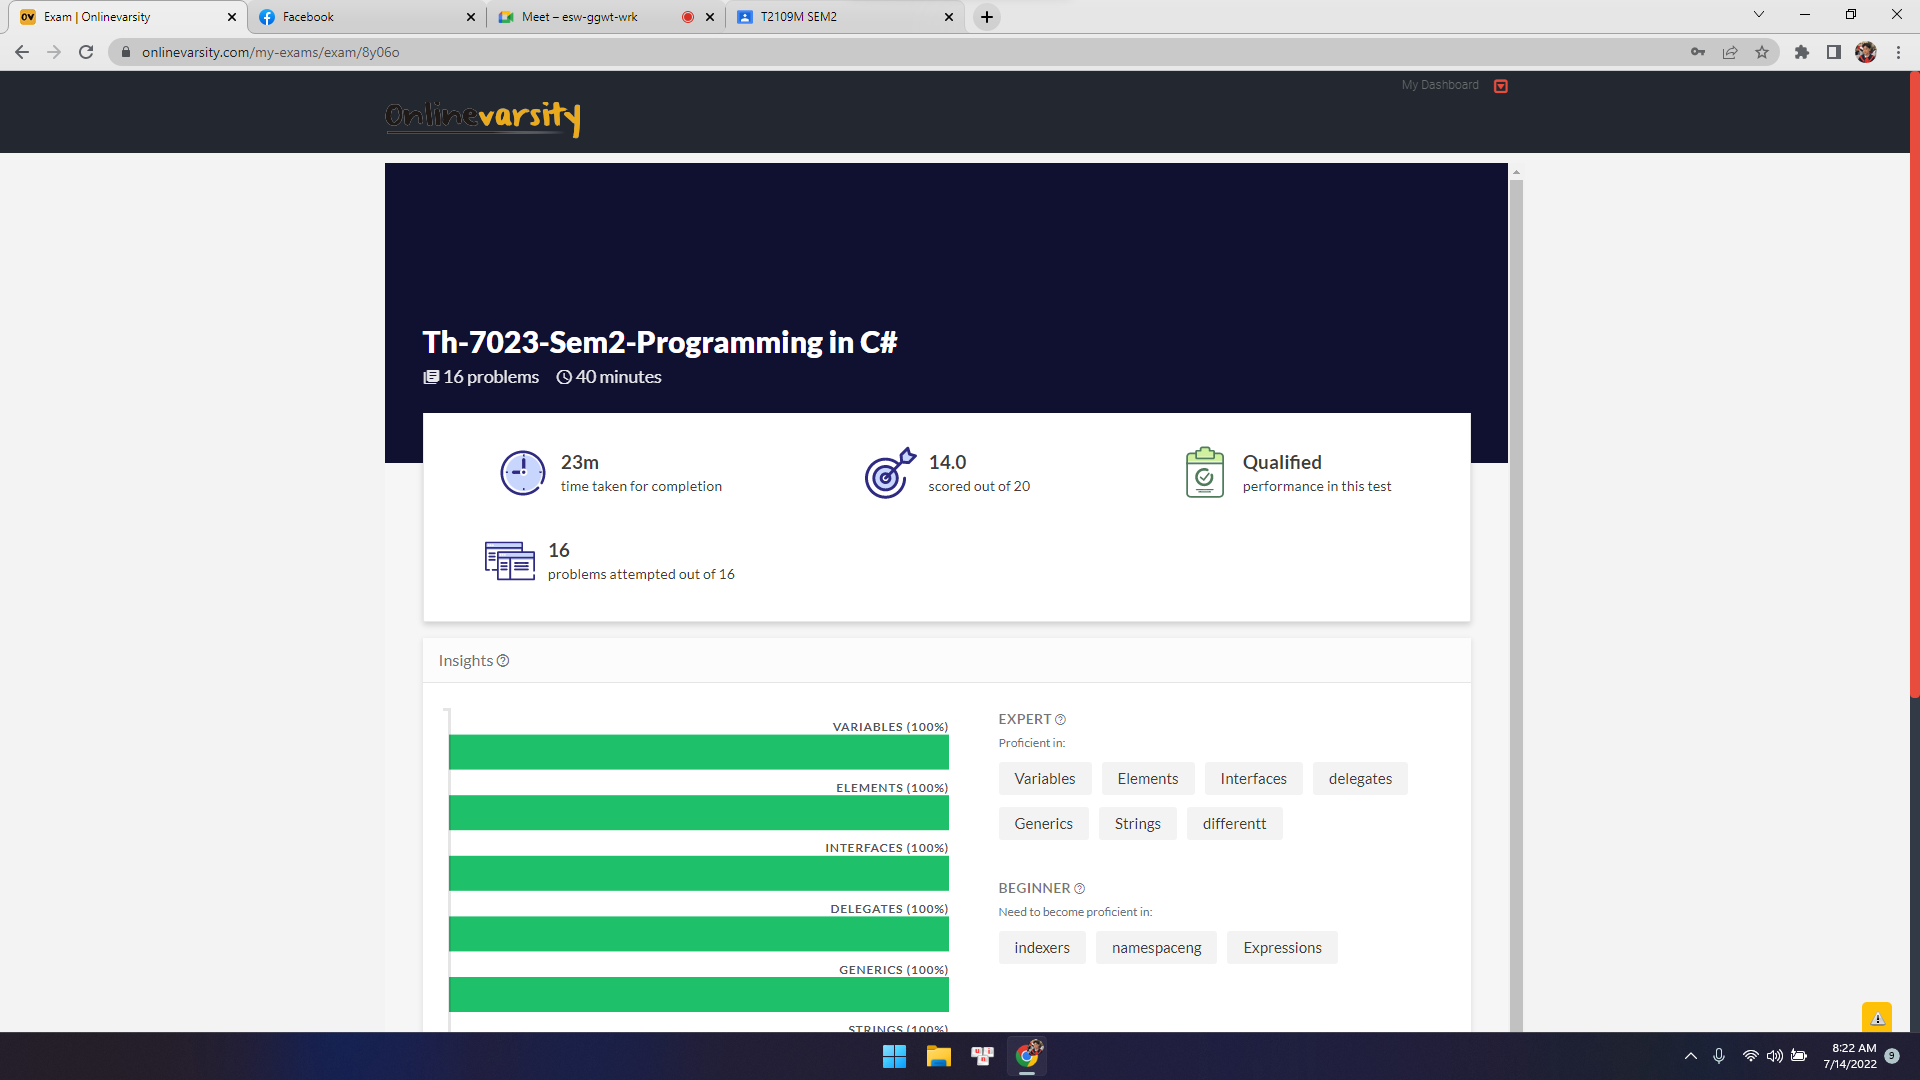 Exam | Onlinevarsity
Facebook
Meet – esw-ggwt-wrk
T2109M SEM2
onlinevarsity.com/my-exams/exam/8y06o
My Dashboard
Onlinevarsity
Th-7023-Sem2-Programming in C#
16 problems 40 minutes
23m
time taken for completion
14.0
scored out of 20
Qualified
performance in this test
16
problems attempted out of 16
Insights
VARIABLES (100%)
ELEMENTS (100%)
INTERFACES (100%)
DELEGATES (100%)
GENERICS (100%)
STRINGS (100%)
EXPERT
Proficient in:
Variables Elements Interfaces delegates
Generics Strings differentt
BEGINNER
Need to become proficient in:
indexers namespaceng Expressions
8:22 AM
7/14/2022
9